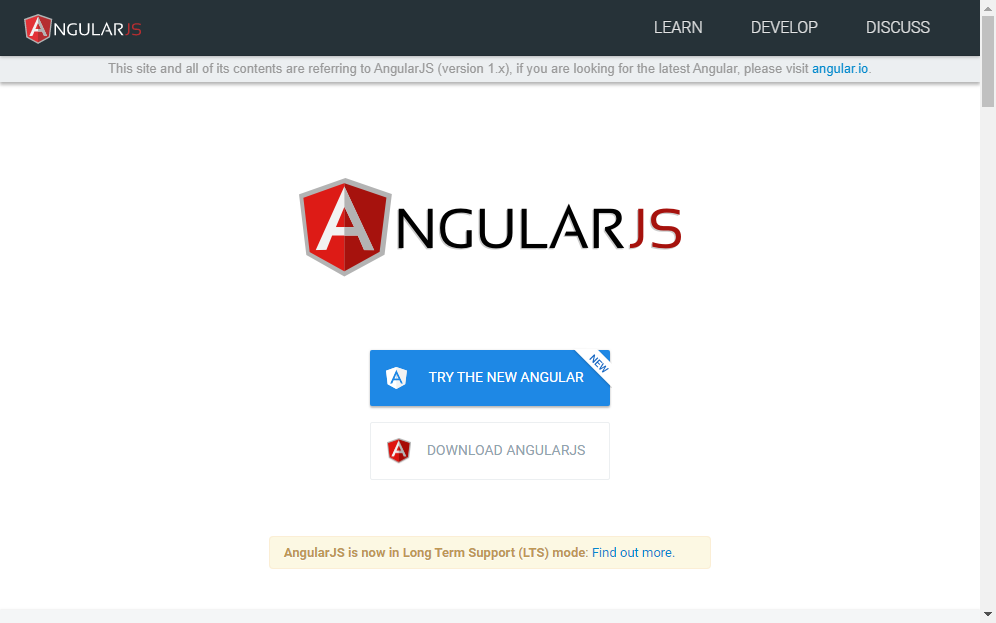 ANGULARJS
LEARN
DEVELOP
DISCUSS
This site and all of its contents are referring to AngularJS (version 1.x), if you are looking for the latest Angular, please visit angular.io.
ANGULARJS
TRY THE NEW ANGULAR
NEW
DOWNLOAD ANGULARJS
AngularJS is now in Long Term Support (LTS) mode: Find out more.